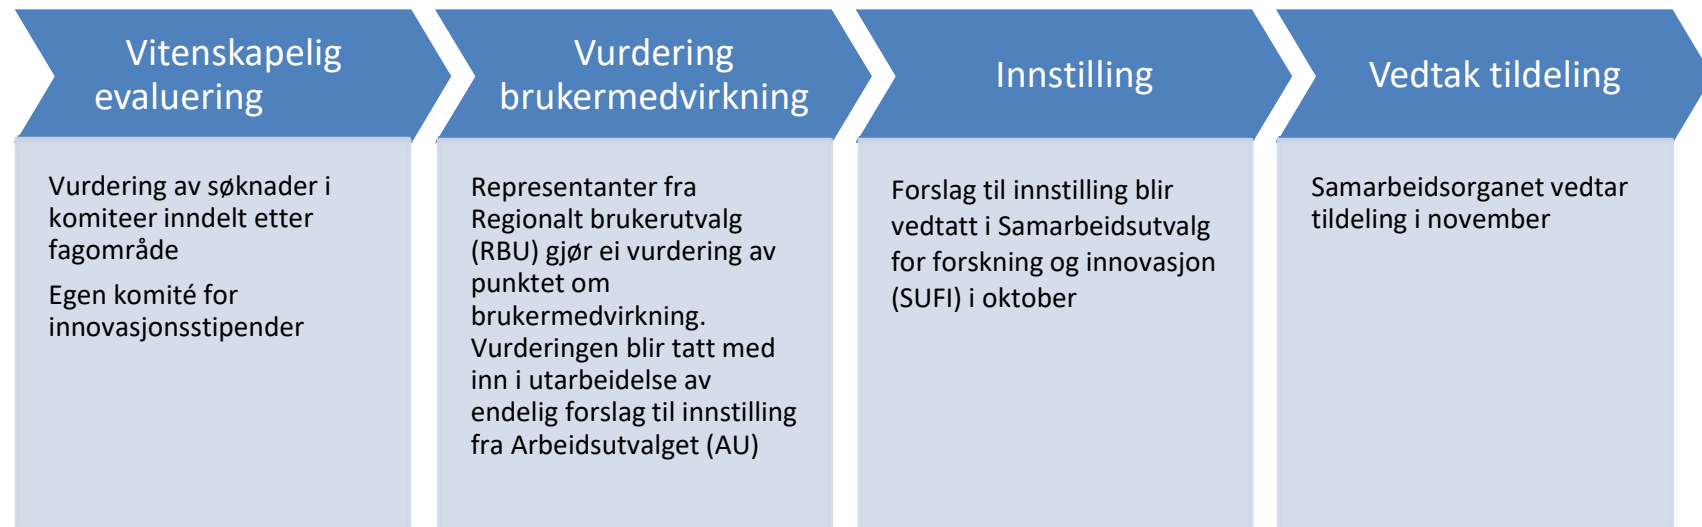 Vitenskapelig
evaluering
Vurdering av søknader i
komiteer inndelt etter
fagområde
Egen komité for
innovasjonsstipender
Vurdering
brukermedvirkning
Representanter fra
Regionalt brukerutvalg
(RBU) gjør ei vurdering av
punktet om
brukermedvirkning.
Vurderingen blir tatt med
inn i utarbeidelse av
endelig forslag til innstilling
fra Arbeidsutvalget (AU)
Innstilling
Forslag til innstilling blir
vedtatt i Samarbeidsutvalg
for forskning og innovasjon
(SUFI) i oktober
Vedtak tildeling
Samarbeidsorganet vedtar
tildeling i november